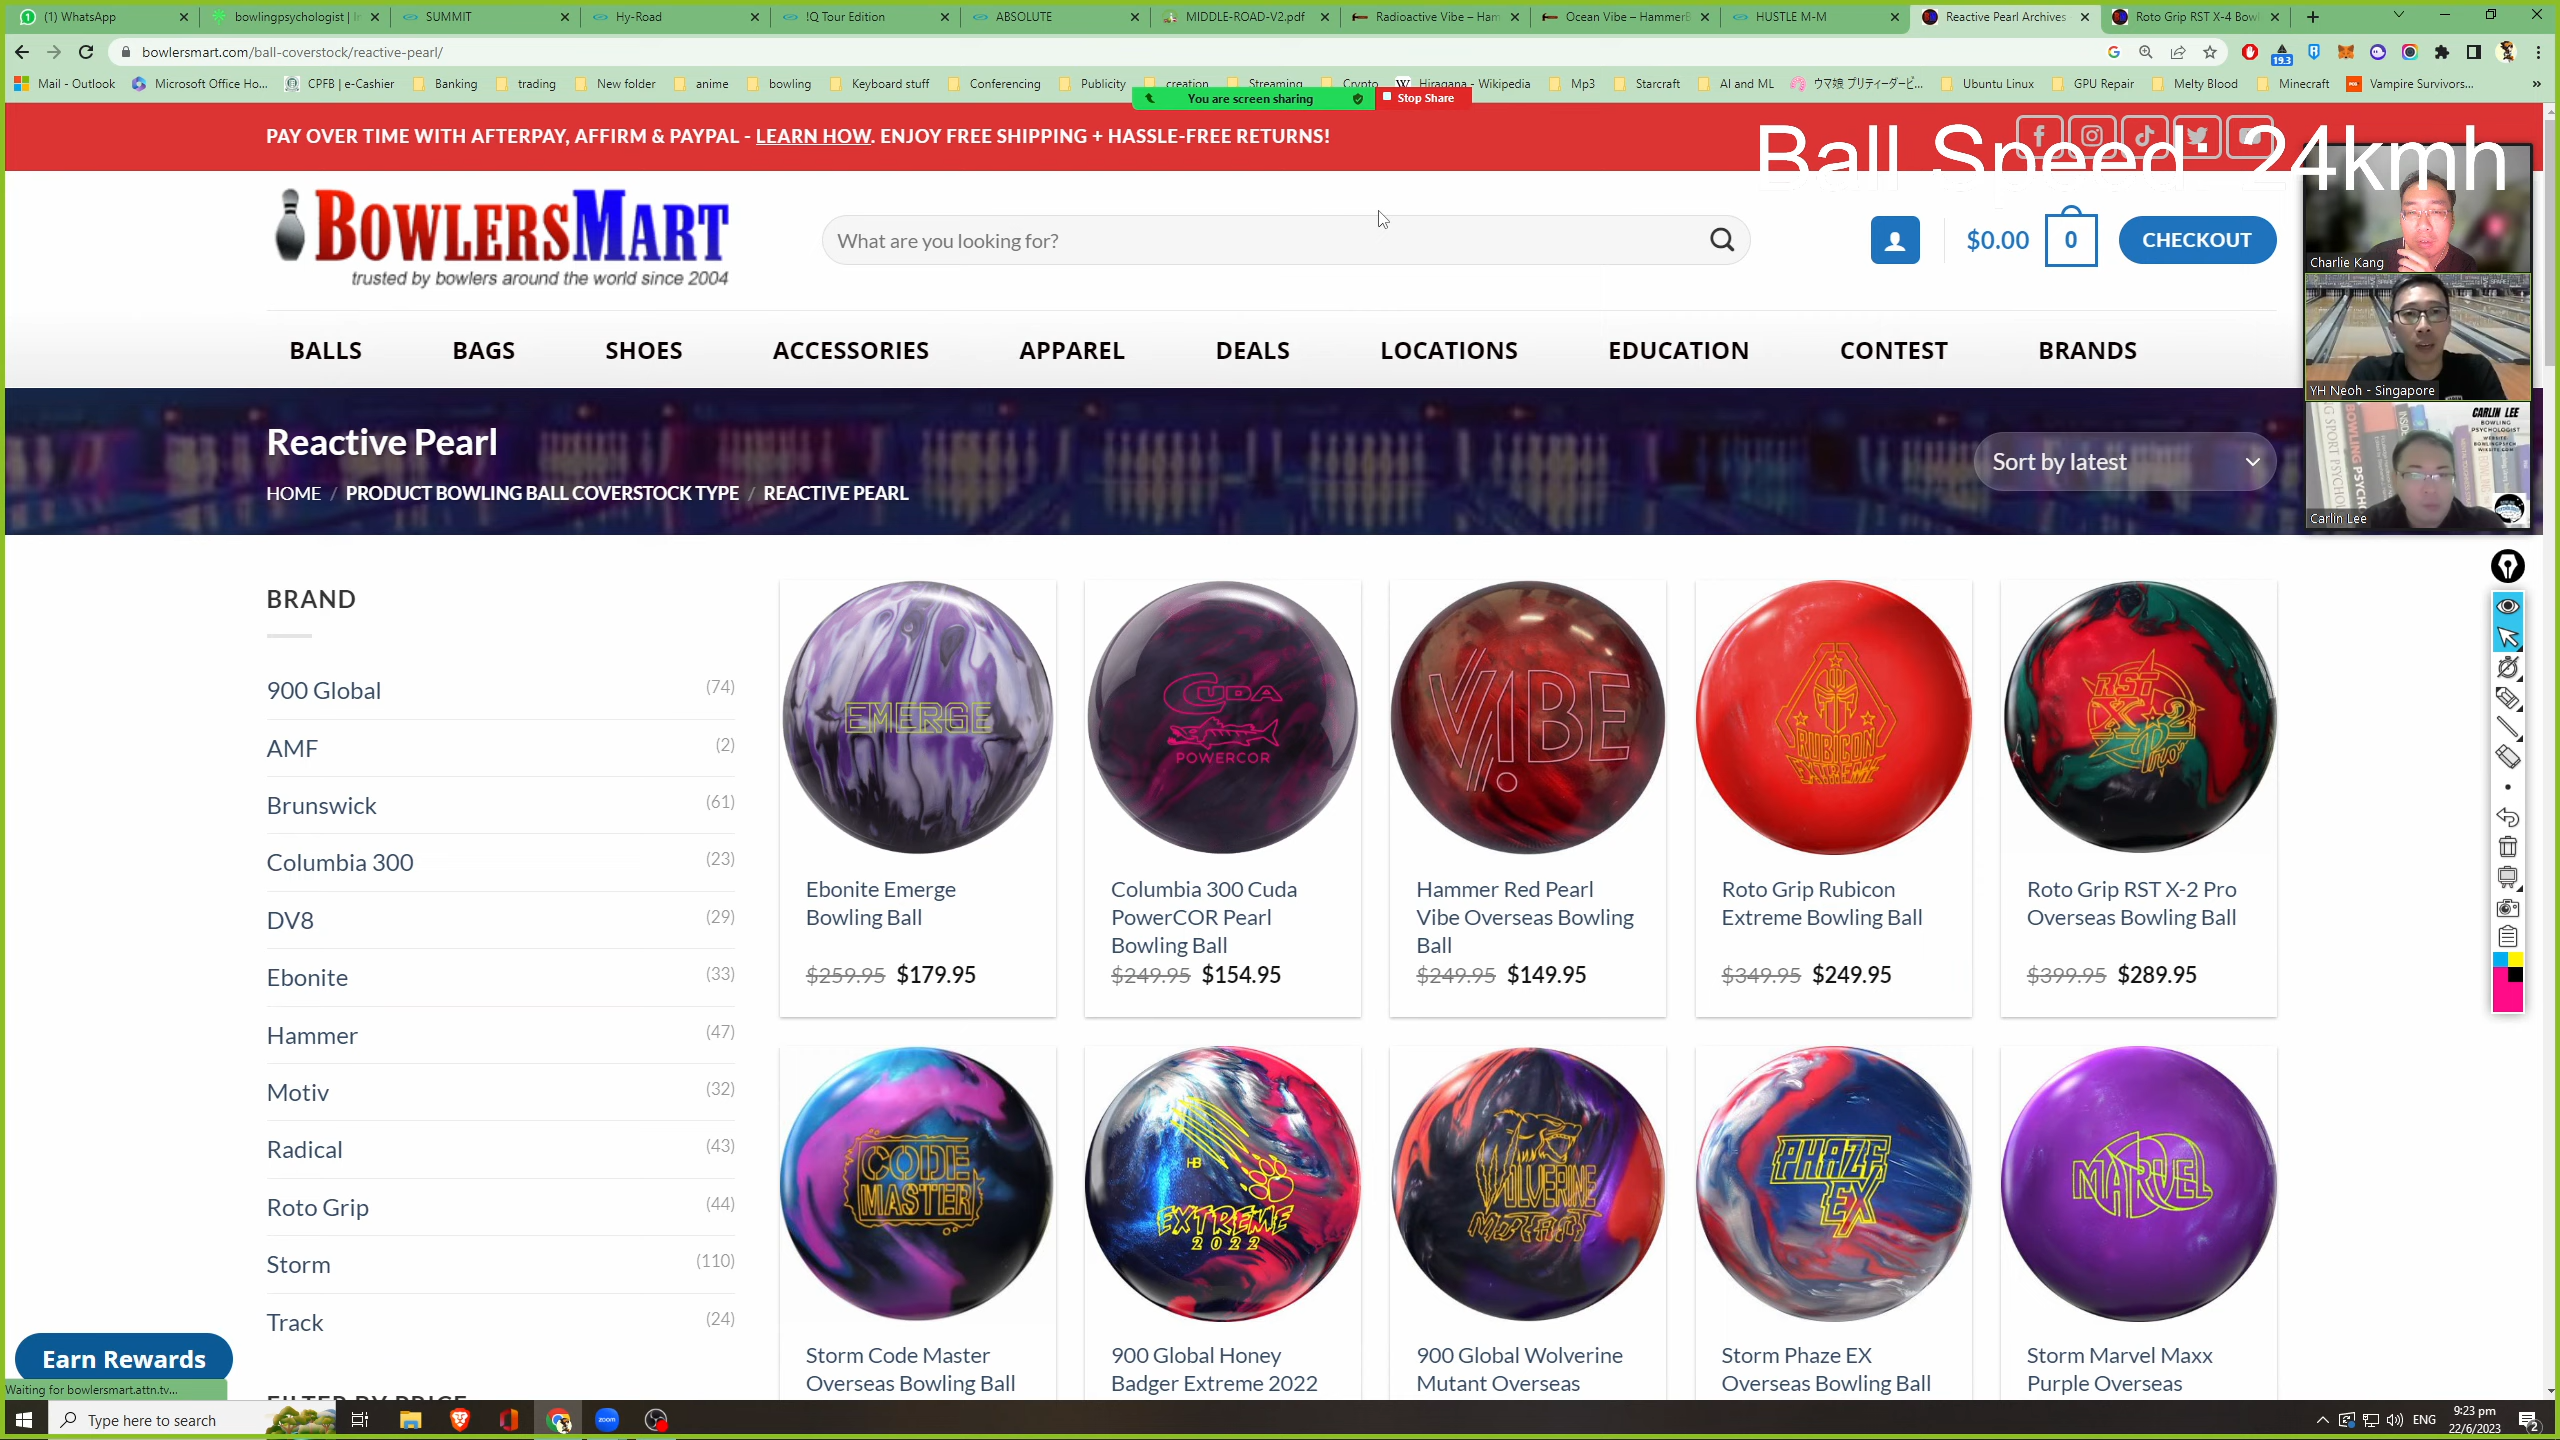 (1) WhatsApp
bowlingpsychologist | Ir
SUMMIT
Hy-Road
!Q Tour Edition
ABSOLUTE
MIDDLE-ROAD-V2.pdf
Radioactive Vibe – Ham
Ocean Vibe – HammerB
HUSTLE M-M
Reactive Pearl Archives
Roto Grip RST X-4 Bowl
bowlersmart.com/ball-coverstock/reactive-pearl/
19.3
Mail - Outlook
Microsoft Office Ho...
CPFB | e-Cashier
Banking
trading
New folder
anime
bowling
Keyboard stuff
Conferencing
Publicity
creation
Streaming
Crypto
Hiragana - Wikipedia
Mp3
Starcraft
AI and ML
ウマ娘 プリティーダービ...
Ubuntu Linux
GPU Repair
Melty Blood
Minecraft
Vampire Survivors...
You are screen sharing
Stop Share
PAY OVER TIME WITH AFTERPAY, AFFIRM & PAYPAL - LEARN HOW. ENJOY FREE SHIPPING + HASSLE-FREE RETURNS!
Ball Speed: 24kmh
BOWLERSMART
trusted by bowlers around the world since 2004
What are you looking for?
$0.00
0
CHECKOUT
BALLS
BAGS
SHOES
ACCESSORIES
APPAREL
DEALS
LOCATIONS
EDUCATION
CONTEST
BRANDS
Charlie Kang
YH Neoh - Singapore
CARLIN LEE
BOWLING
PSYCHOLOGIST
Carlin Lee
Reactive Pearl
HOME / PRODUCT BOWLING BALL COVERSTOCK TYPE / REACTIVE PEARL
Sort by latest
BRAND
900 Global (74)
AMF (2)
Brunswick (61)
Columbia 300 (23)
DV8 (29)
Ebonite (33)
Hammer (47)
Motiv (32)
Radical (43)
Roto Grip (44)
Storm (110)
Track (24)
FILTER BY PRICE
EMERGE
Ebonite Emerge
Bowling Ball
$259.95 $179.95
CUDA
POWERCOR
Columbia 300 Cuda
PowerCOR Pearl
Bowling Ball
$249.95 $154.95
VIBE
Hammer Red Pearl
Vibe Overseas Bowling
Ball
$249.95 $149.95
RUBICON
EXTREME
Roto Grip Rubicon
Extreme Bowling Ball
$349.95 $249.95
RST
X-2
Pro
Roto Grip RST X-2 Pro
Overseas Bowling Ball
$399.95 $289.95
CODE
MASTER
Storm Code Master
Overseas Bowling Ball
HB
EXTREME
2022
900 Global Honey
Badger Extreme 2022
WOLVERINE
MUTANT
900 Global Wolverine
Mutant Overseas
PHAZE
EX
Storm Phaze EX
Overseas Bowling Ball
MARVEL
Storm Marvel Maxx
Purple Overseas
Earn Rewards
Waiting for bowlersmart.attn.tv...
Type here to search
zoom
ENG
9:23 pm
22/6/2023
2